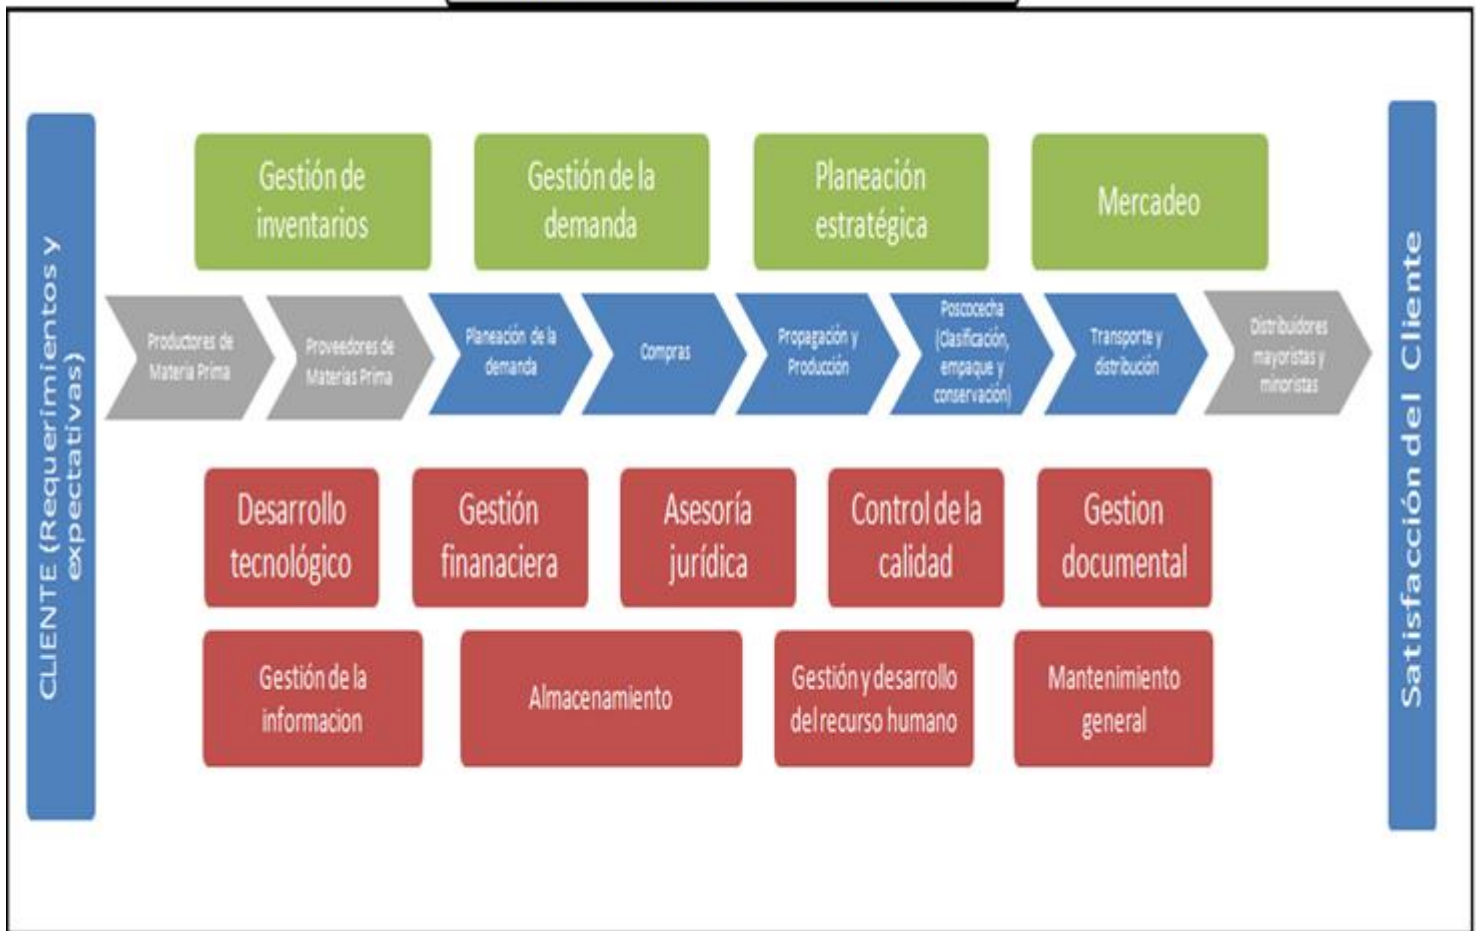 CLIENTE (Requerimientos y
expectativas)
Gestión de
inventarios
Gestión de la
demanda
Planeación
estratégica
Mercadeo
Productores de
Materia Prima
Proveedores de
Materias Prima
Planeación de la
demanda
Compras
Propagación y
Producción
Poscocecha
(Clasificación,
empaque y
conservación)
Transporte y
distribución
Distribuidores
mayoristas y
minoristas
Desarrollo
tecnológico
Gestión
finanaciera
Asesoría
jurídica
Control de la
calidad
Gestion
documental
Gestión de la
informacion
Almacenamiento
Gestión y desarrollo
del recurso humano
Mantenimiento
general
Satisfacción del Cliente